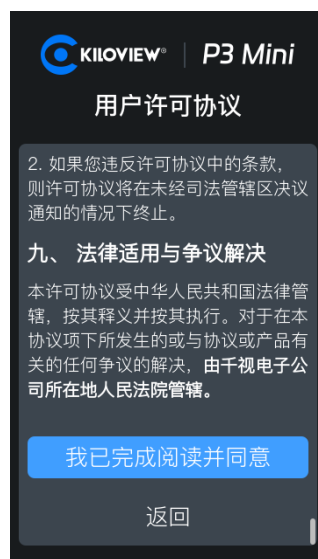 KILOVIEW® | P3 Mini
用户许可协议
2. 如果您违反许可协议中的条款，
则许可协议将在未经司法管辖区决议
通知的情况下终止。
九、 法律适用与争议解决
本许可协议受中华人民共和国法律管
辖，按其释义并按其执行。对于在本
协议项下所发生的或与协议或产品有
关的任何争议的解决，由千视电子公
司所在地人民法院管辖。
我已完成阅读并同意
返回